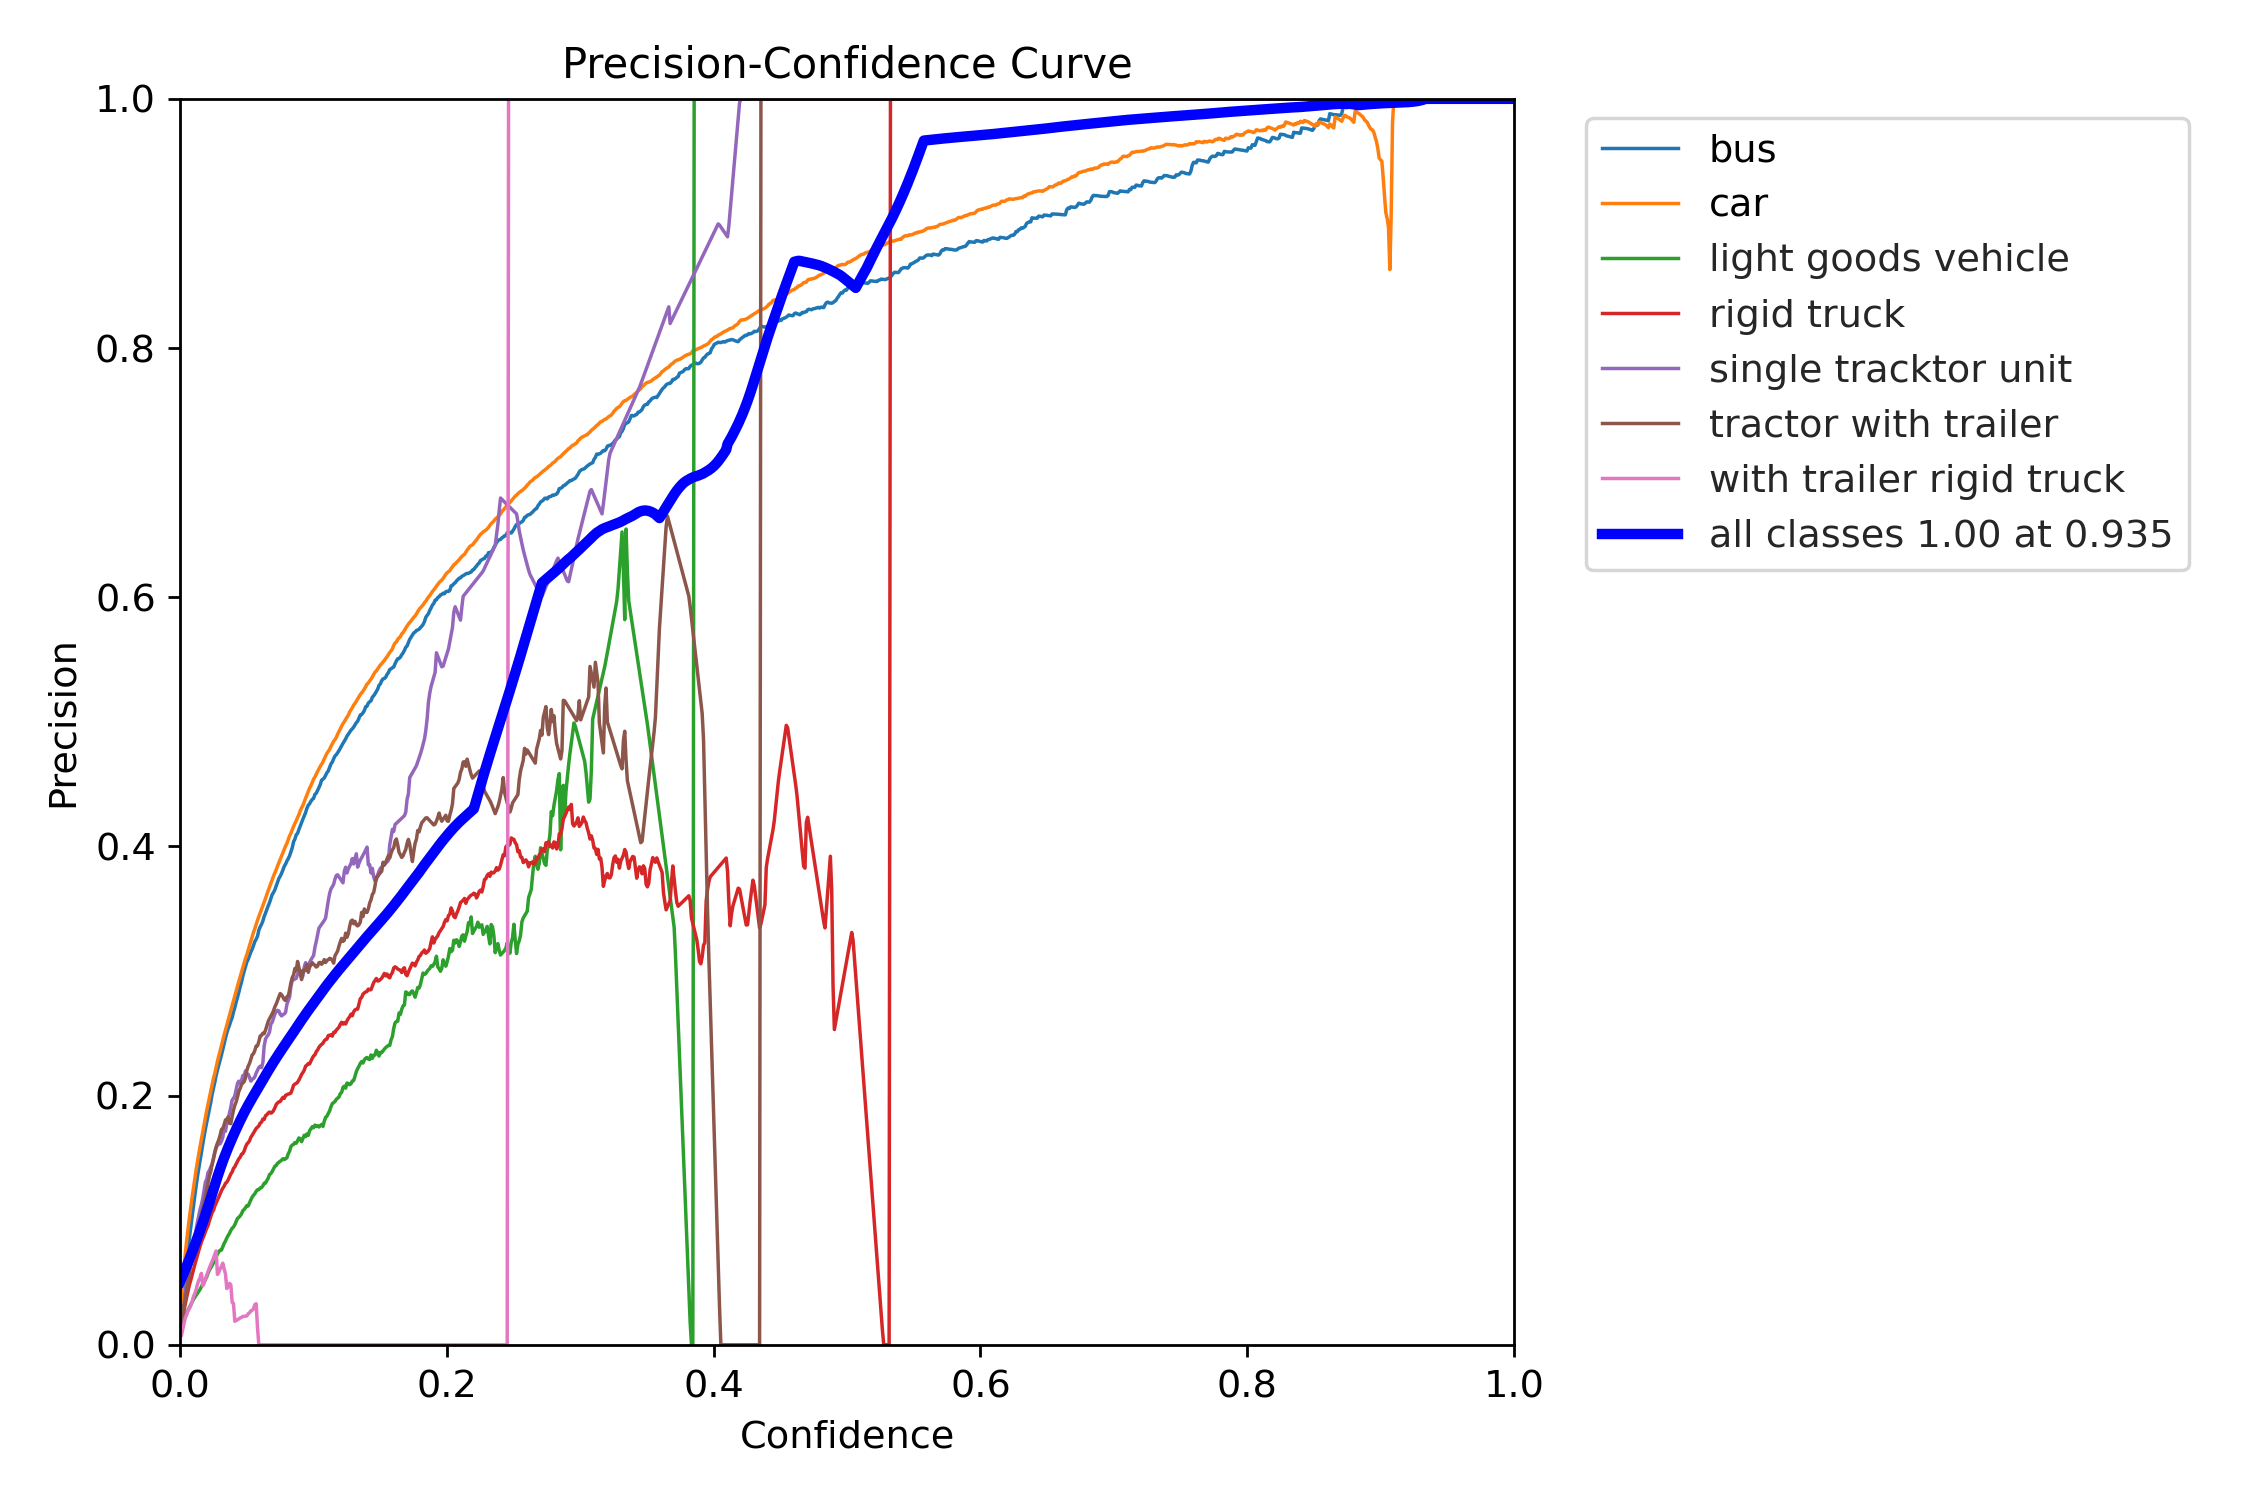 Precision-Confidence Curve
1.0
0.8
0.6
0.4
0.2
0.0
Precision
0.0 0.2 0.4 0.6 0.8 1.0
Confidence
bus
car
light goods vehicle
rigid truck
single tracktor unit
tractor with trailer
with trailer rigid truck
all classes 1.00 at 0.935